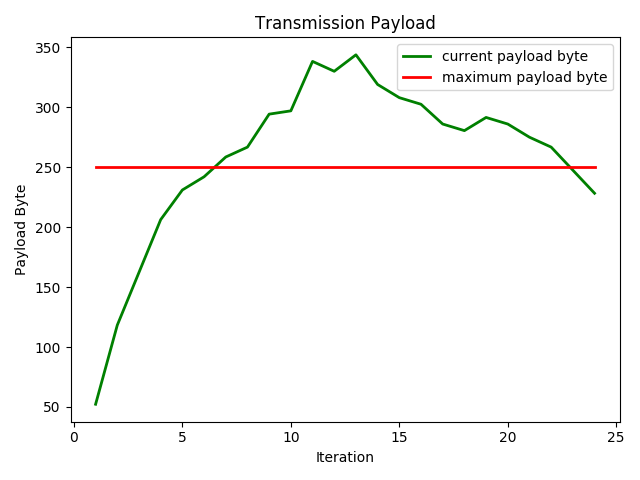 Transmission Payload
current payload byte
maximum payload byte
Payload Byte
350
300
250
200
150
100
50
0
5
10
15
20
25
Iteration